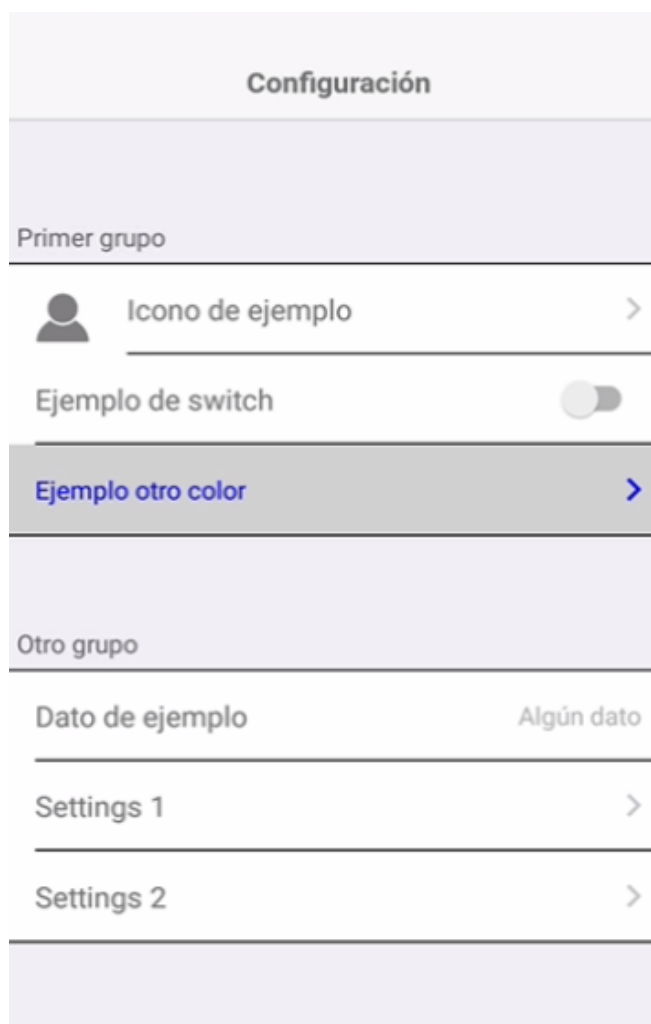 Configuración
Primer grupo
Icono de ejemplo
Ejemplo de switch
Ejemplo otro color
Otro grupo
Dato de ejemplo Algún dato
Settings 1
Settings 2